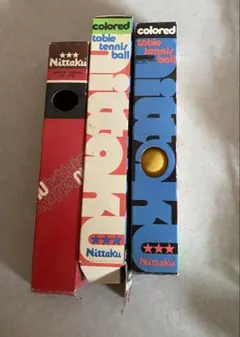 ★★★
Nittaku
colored
table
tennis
ball
Nittaku
★★★
Nittaku
colored
table
tennis
ball
Nittaku
★★★
Nittaku